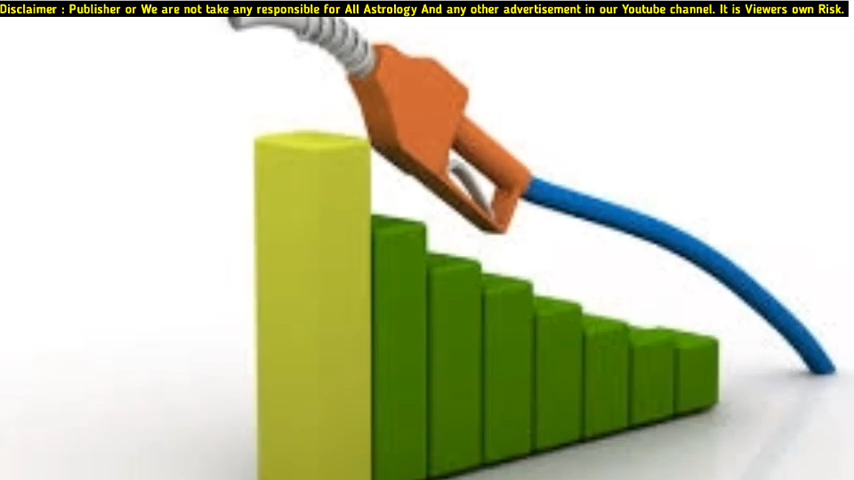 Disclaimer : Publisher or We are not take any responsible for All Astrology And any other advertisement in our Youtube channel. It is Viewers own Risk.